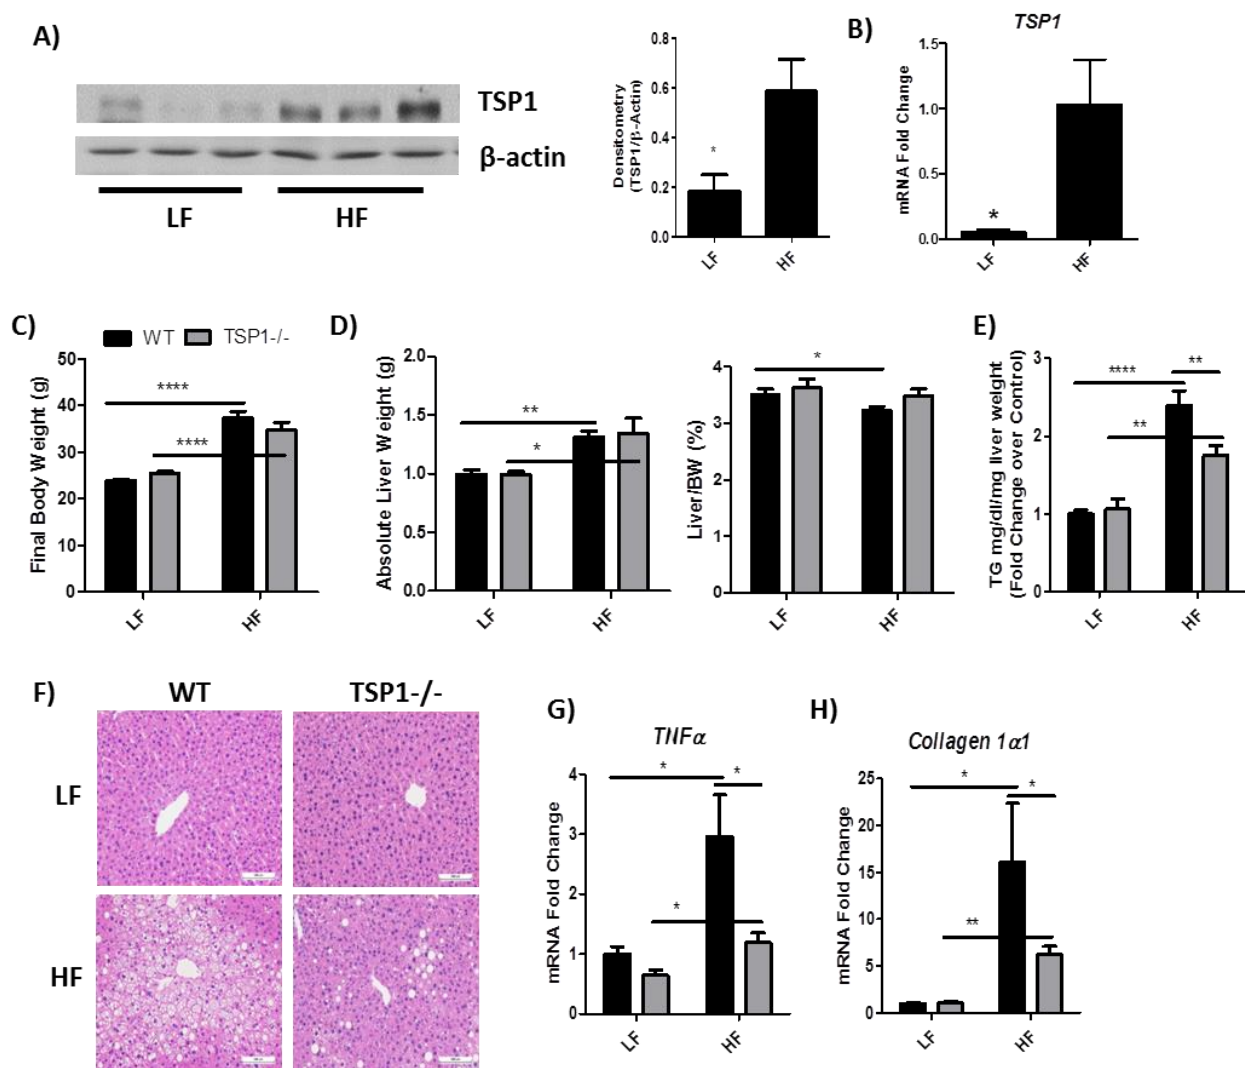 A)
TSP1
β-actin
LF
HF
Densitometry
(TSP1/β-Actin)
0.8
0.6
0.4
0.2
0.0
*
LF
HF
B)
TSP1
mRNA Fold Change
1.5
1.0
0.5
0.0
*
LF
HF
C)
WT
TSP1-/-
Final Body Weight (g)
50
40
30
20
10
0
****
****
LF
HF
D)
Absolute Liver Weight (g)
2.0
1.5
1.0
0.5
0.0
**
*
LF
HF
Liver/BW (%)
4
3
2
1
0
*
LF
HF
E)
TG mg/dl/mg liver weight
(Fold Change over Control)
3
2
1
0
****
**
**
LF
HF
F)
WT
TSP1-/-
LF
HF
G)
TNFα
mRNA Fold Change
4
3
2
1
0
*
*
*
LF
HF
H)
Collagen 1α1
mRNA Fold Change
25
20
15
10
5
0
*
*
**
LF
HF